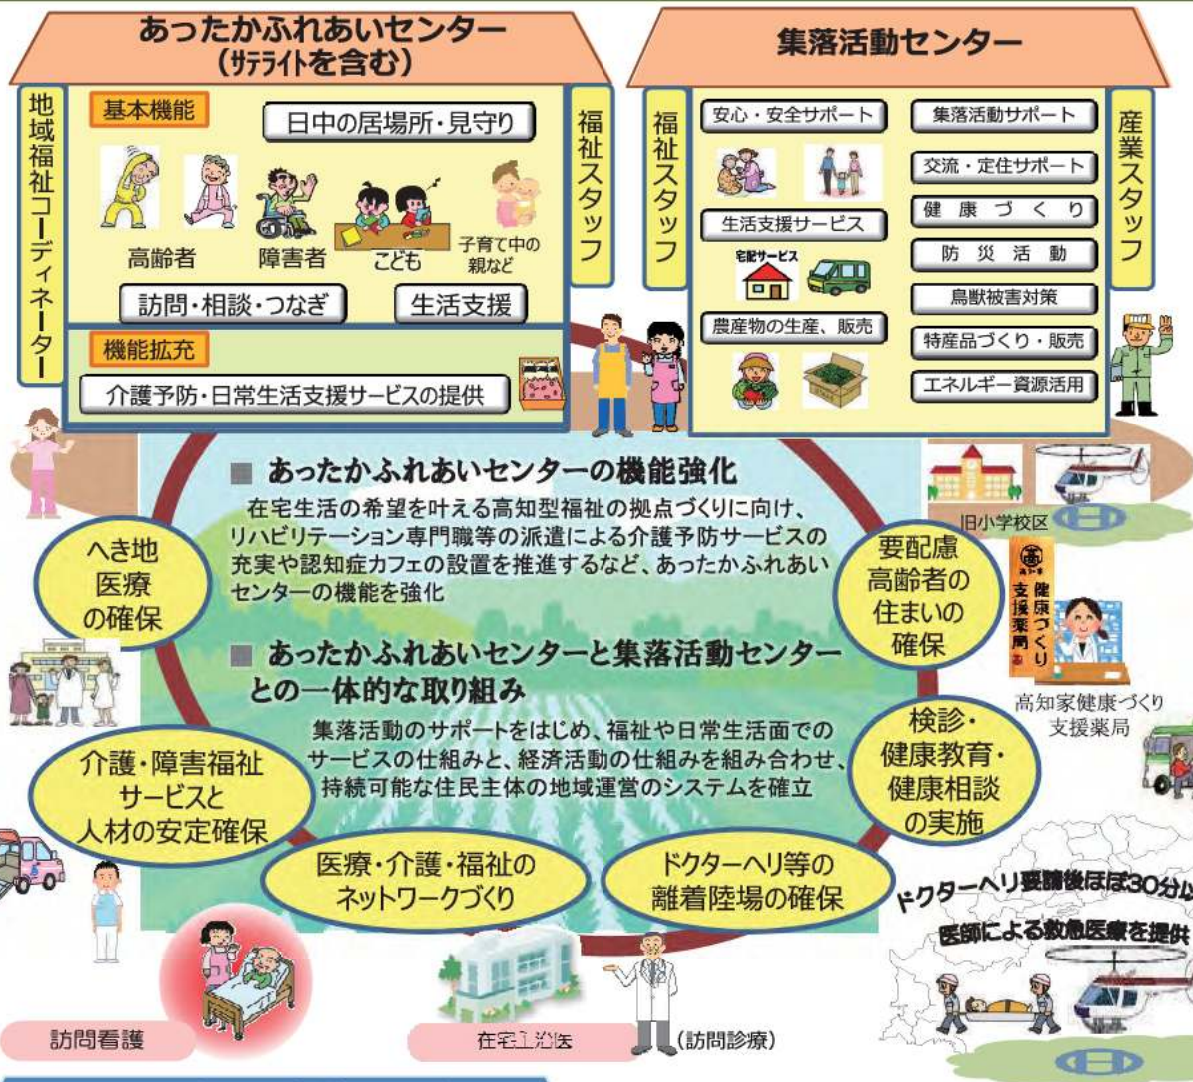 あったかふれあいセンター
(ｻﾃﾗｲﾄを含む)
地域福祉コーディネーター
基本機能
日中の居場所・見守り
高齢者
障害者
こども
子育て中の
親など
訪問・相談・つなぎ
生活支援
機能拡充
介護予防・日常生活支援サービスの提供
福祉スタッフ
集落活動センター
福祉スタッフ
安心・安全サポート
生活支援サービス
宅配サービス
農産物の生産、販売
集落活動サポート
交流・定住サポート
健康づくり
防災活動
鳥獣被害対策
特産品づくり・販売
エネルギー資源活用
産業スタッフ
■ あったかふれあいセンターの機能強化
在宅生活の希望を叶える高知型福祉の拠点づくりに向け、
リハビリテーション専門職等の派遣による介護予防サービスの
充実や認知症カフェの設置を推進するなど、あったかふれあい
センターの機能を強化
■ あったかふれあいセンターと集落活動センター
との一体的な取り組み
集落活動のサポートをはじめ、福祉や日常生活面での
サービスの仕組みと、経済活動の仕組みを組み合わせ、
持続可能な住民主体の地域運営のシステムを確立
へき地
医療
の確保
介護・障害福祉
サービスと
人材の安定確保
医療・介護・福祉の
ネットワークづくり
ドクターヘリ等の
離着陸場の確保
検診・
健康教育・
健康相談
の実施
要配慮
高齢者の
住まいの
確保
旧小学校区
H
健康づくり
支援薬局
高知家健康づくり
支援薬局
ドクターヘリ要請後ほぼ30分以
医師による救急医療を提供
訪問看護
在宅主治医
(訪問診療)
H